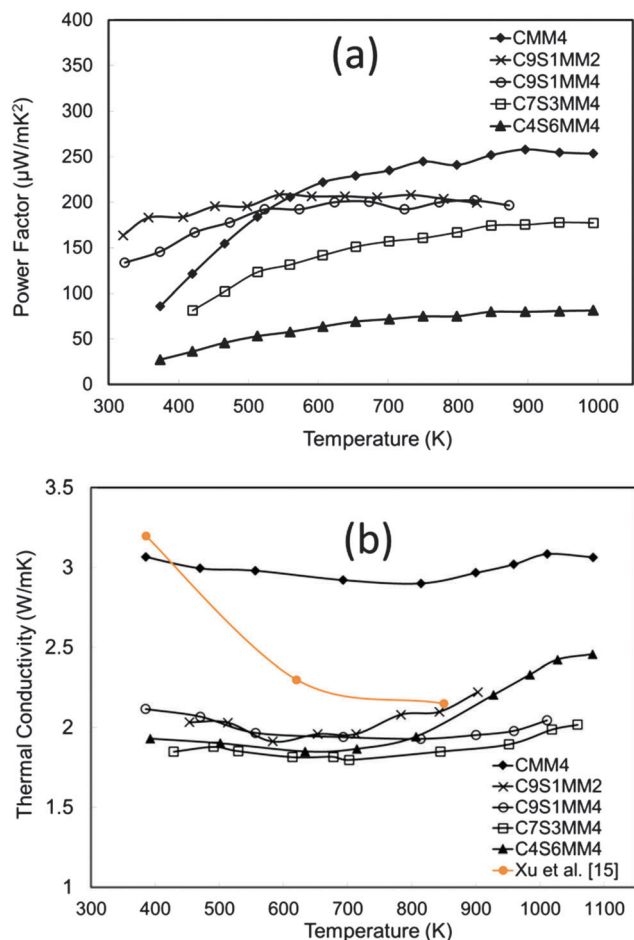 400
350
300
250
200
150
100
50
0
Power Factor (µW/mK²)
(a)
CMM4
C9S1MM2
C9S1MM4
C7S3MM4
C4S6MM4
300 400 500 600 700 800 900 1000
Temperature (K)
3.5
3
2.5
2
1.5
1
Thermal Conductivity (W/mK)
(b)
CMM4
C9S1MM2
C9S1MM4
C7S3MM4
C4S6MM4
Xu et al. [15]
300 400 500 600 700 800 900 1000 1100
Temperature (K)